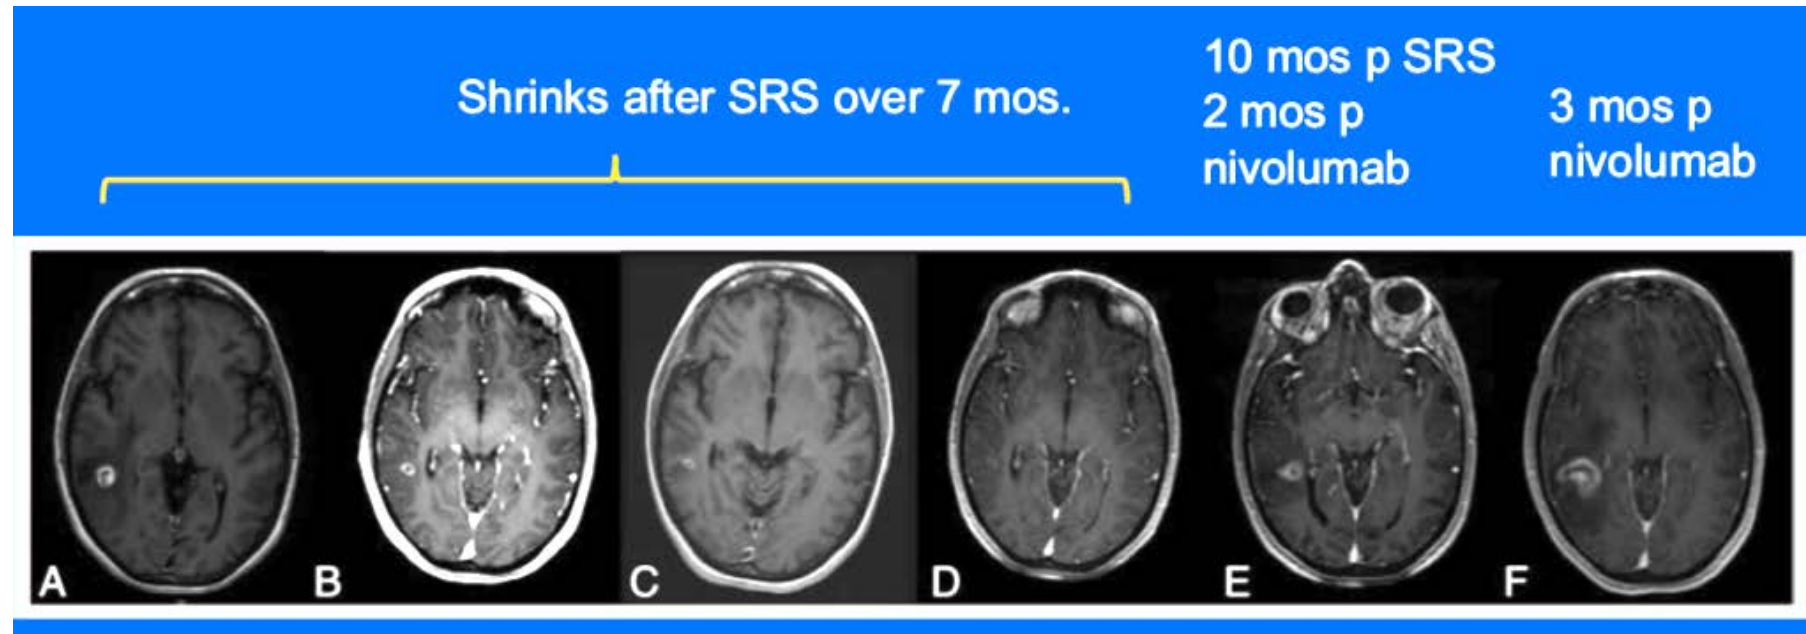 Shrinks after SRS over 7 mos.
10 mos p SRS
2 mos p
nivolumab
3 mos p
nivolumab
A
B
C
D
E
F